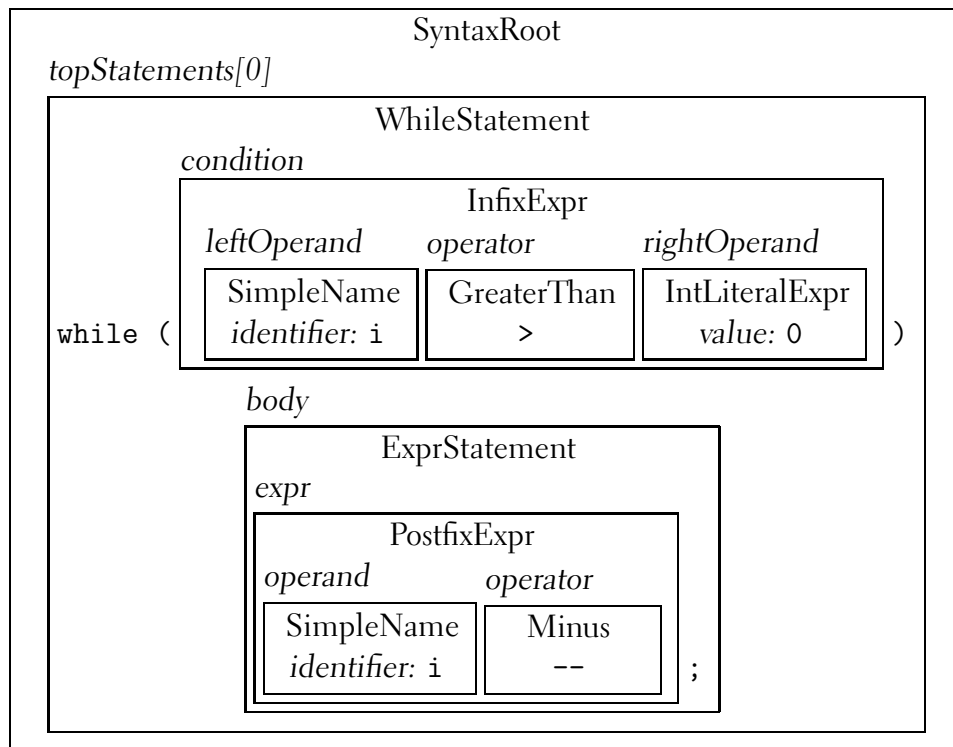 SyntaxRoot
topStatements[0]
WhileStatement
condition
InfixExpr
leftOperand operator rightOperand
SimpleName GreaterThan IntLiteralExpr
while ( identifier: i > value: 0 )
body
ExprStatement
expr
PostfixExpr
operand operator
SimpleName Minus
identifier: i -- ;